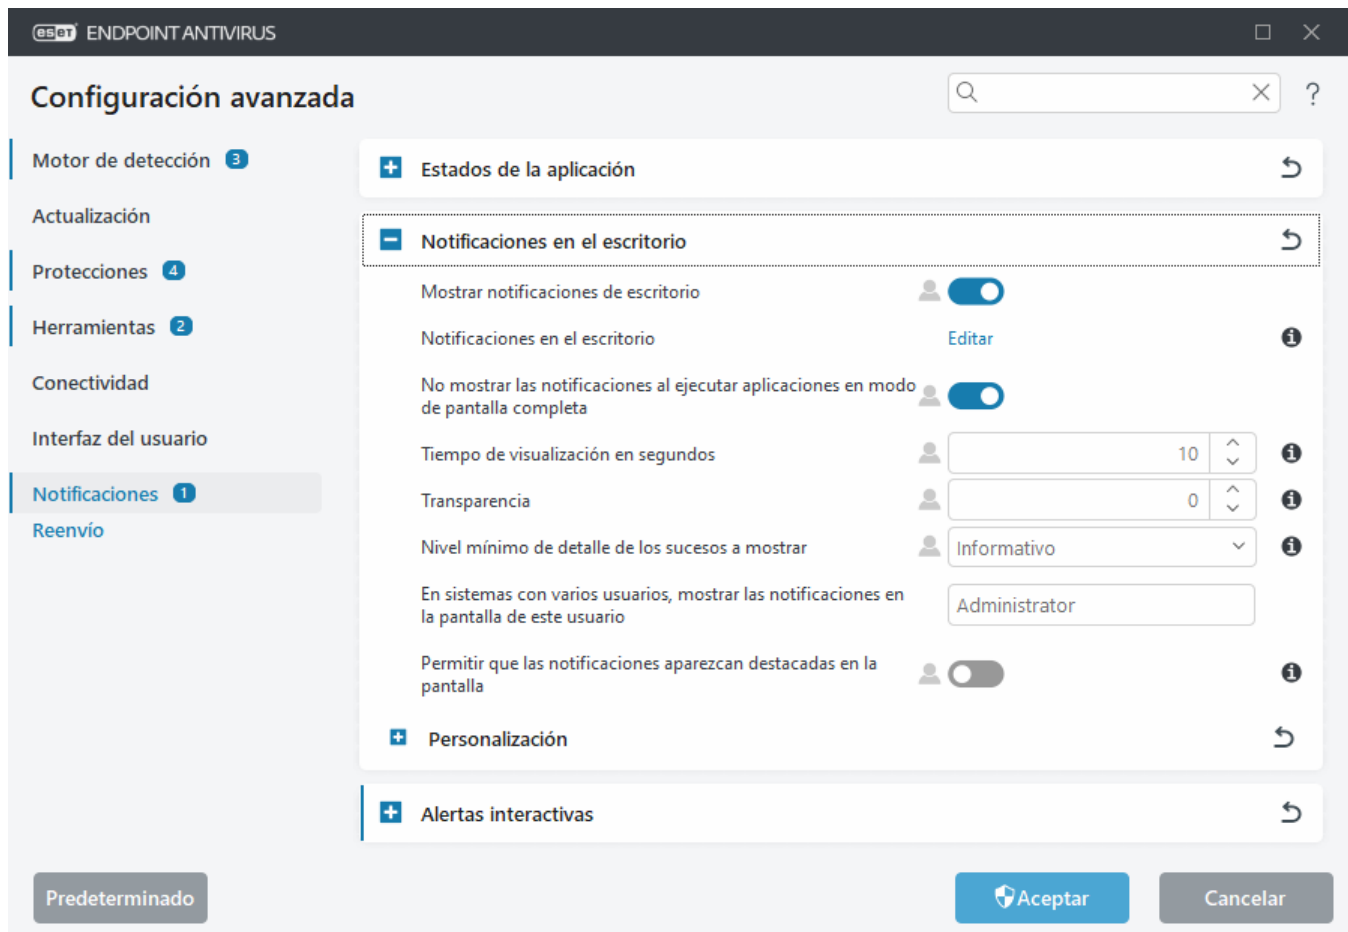 eset ENDPOINT ANTIVIRUS
Configuración avanzada
?
Motor de detección 3
Actualización
Protecciones 4
Herramientas 2
Conectividad
Interfaz del usuario
Notificaciones 1
Reenvío
Estados de la aplicación
Notificaciones en el escritorio
Mostrar notificaciones de escritorio
Notificaciones en el escritorio Editar
No mostrar las notificaciones al ejecutar aplicaciones en modo
de pantalla completa
Tiempo de visualización en segundos 10
Transparencia 0
Nivel mínimo de detalle de los sucesos a mostrar Informativo
En sistemas con varios usuarios, mostrar las notificaciones en
la pantalla de este usuario
Administrator
Permitir que las notificaciones aparezcan destacadas en la
pantalla
Personalización
Alertas interactivas
Predeterminado
Aceptar
Cancelar